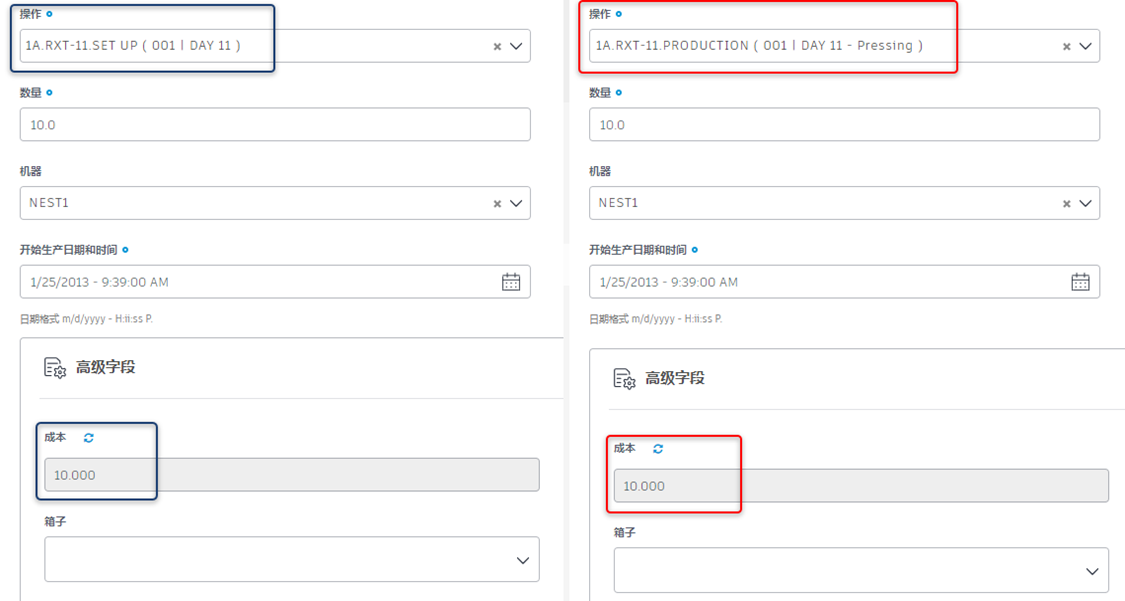 操作
1A.RXT-11.SET UP ( 001 | DAY 11 )
数量
10.0
机器
NEST1
开始生产日期和时间
1/25/2013 - 9:39:00 AM
日期格式 m/d/yyyy - H:ii:ss P.
高级字段
成本
10.000
箱子
操作
1A.RXT-11.PRODUCTION ( 001 | DAY 11 - Pressing )
数量
10.0
机器
NEST1
开始生产日期和时间
1/25/2013 - 9:39:00 AM
日期格式 m/d/yyyy - H:ii:ss P.
高级字段
成本
10.000
箱子